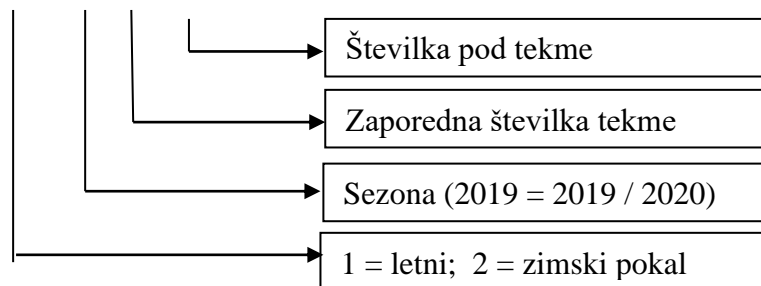 Številka pod tekme
Zaporedna številka tekme
Sezona (2019 = 2019 / 2020)
1 = letni; 2 = zimski pokal